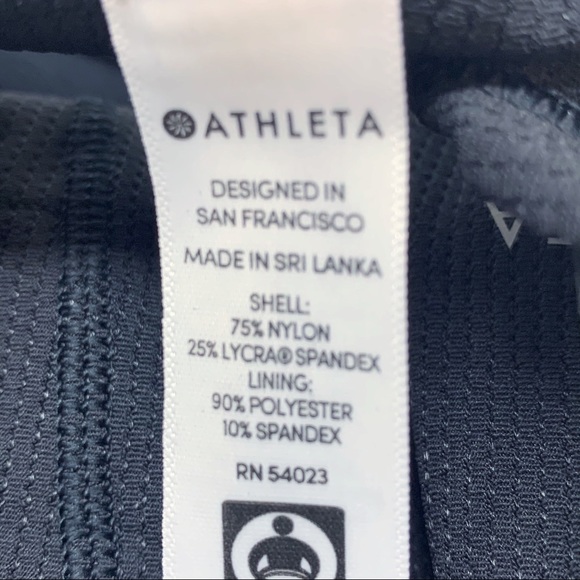 ATHLETA
DESIGNED IN
SAN FRANCISCO
MADE IN SRI LANKA
SHELL:
75% NYLON
25% LYCRA® SPANDEX
LINING:
90% POLYESTER
10% SPANDEX
RN 54023